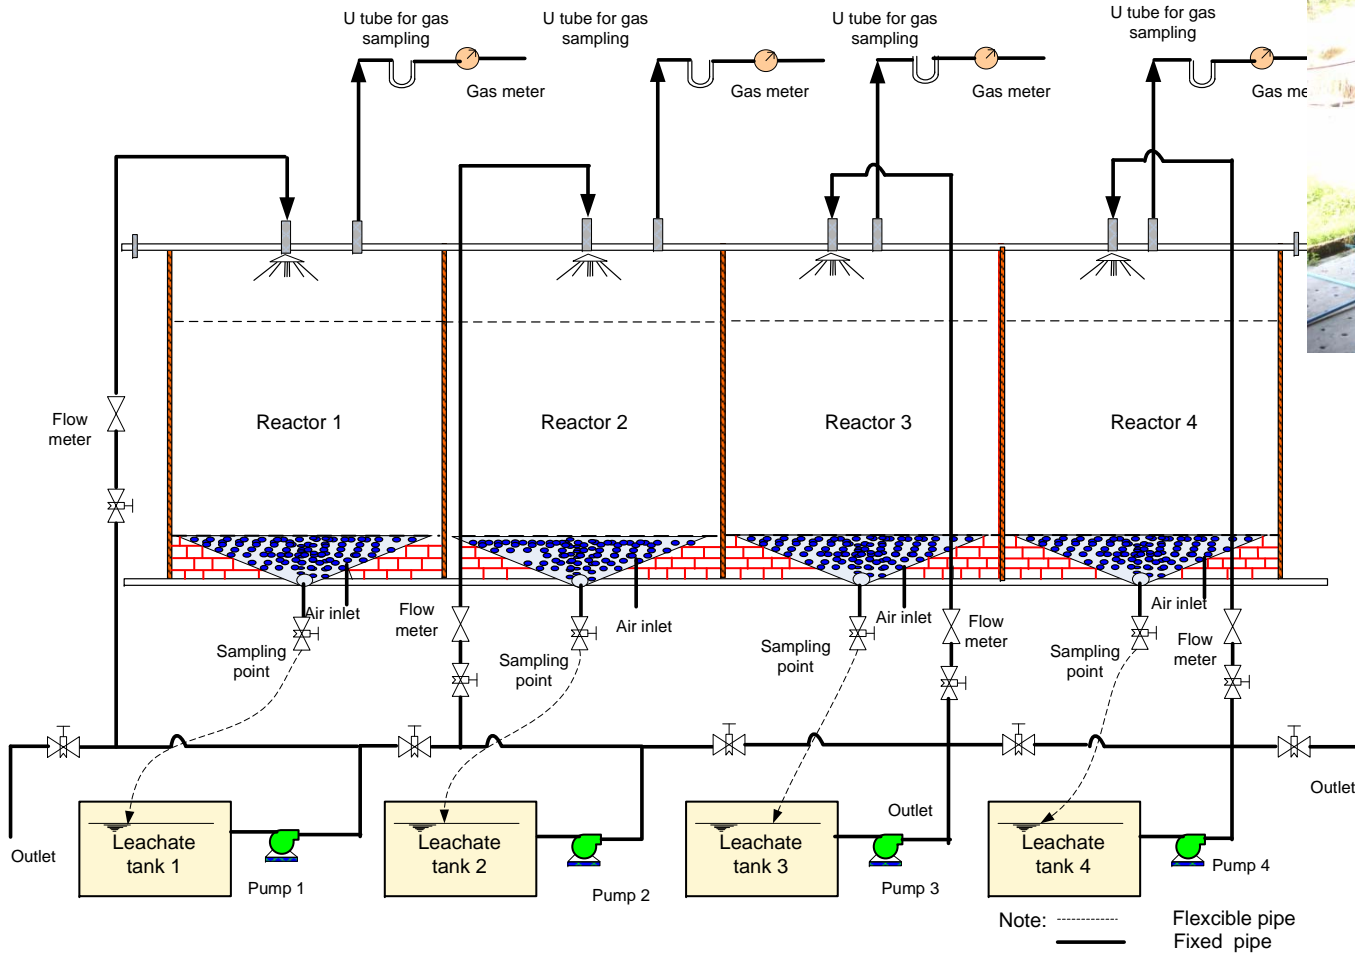 U tube for gas
sampling
U tube for gas
sampling
U tube for gas
sampling
U tube for gas
sampling
Gas meter
Gas meter
Gas meter
Gas me
Flow
meter
Reactor 1
Reactor 2
Reactor 3
Reactor 4
Air inlet
Flow
meter
Air inlet
Air inlet
Flow
meter
Air inlet
Flow
meter
Sampling
point
Sampling
point
Sampling
point
Sampling
point
Outlet
Leachate
tank 1
Pump 1
Leachate
tank 2
Pump 2
Leachate
tank 3
Outlet
Pump 3
Leachate
tank 4
Pump 4
Outlet
Note:
Flexcible pipe
Fixed pipe